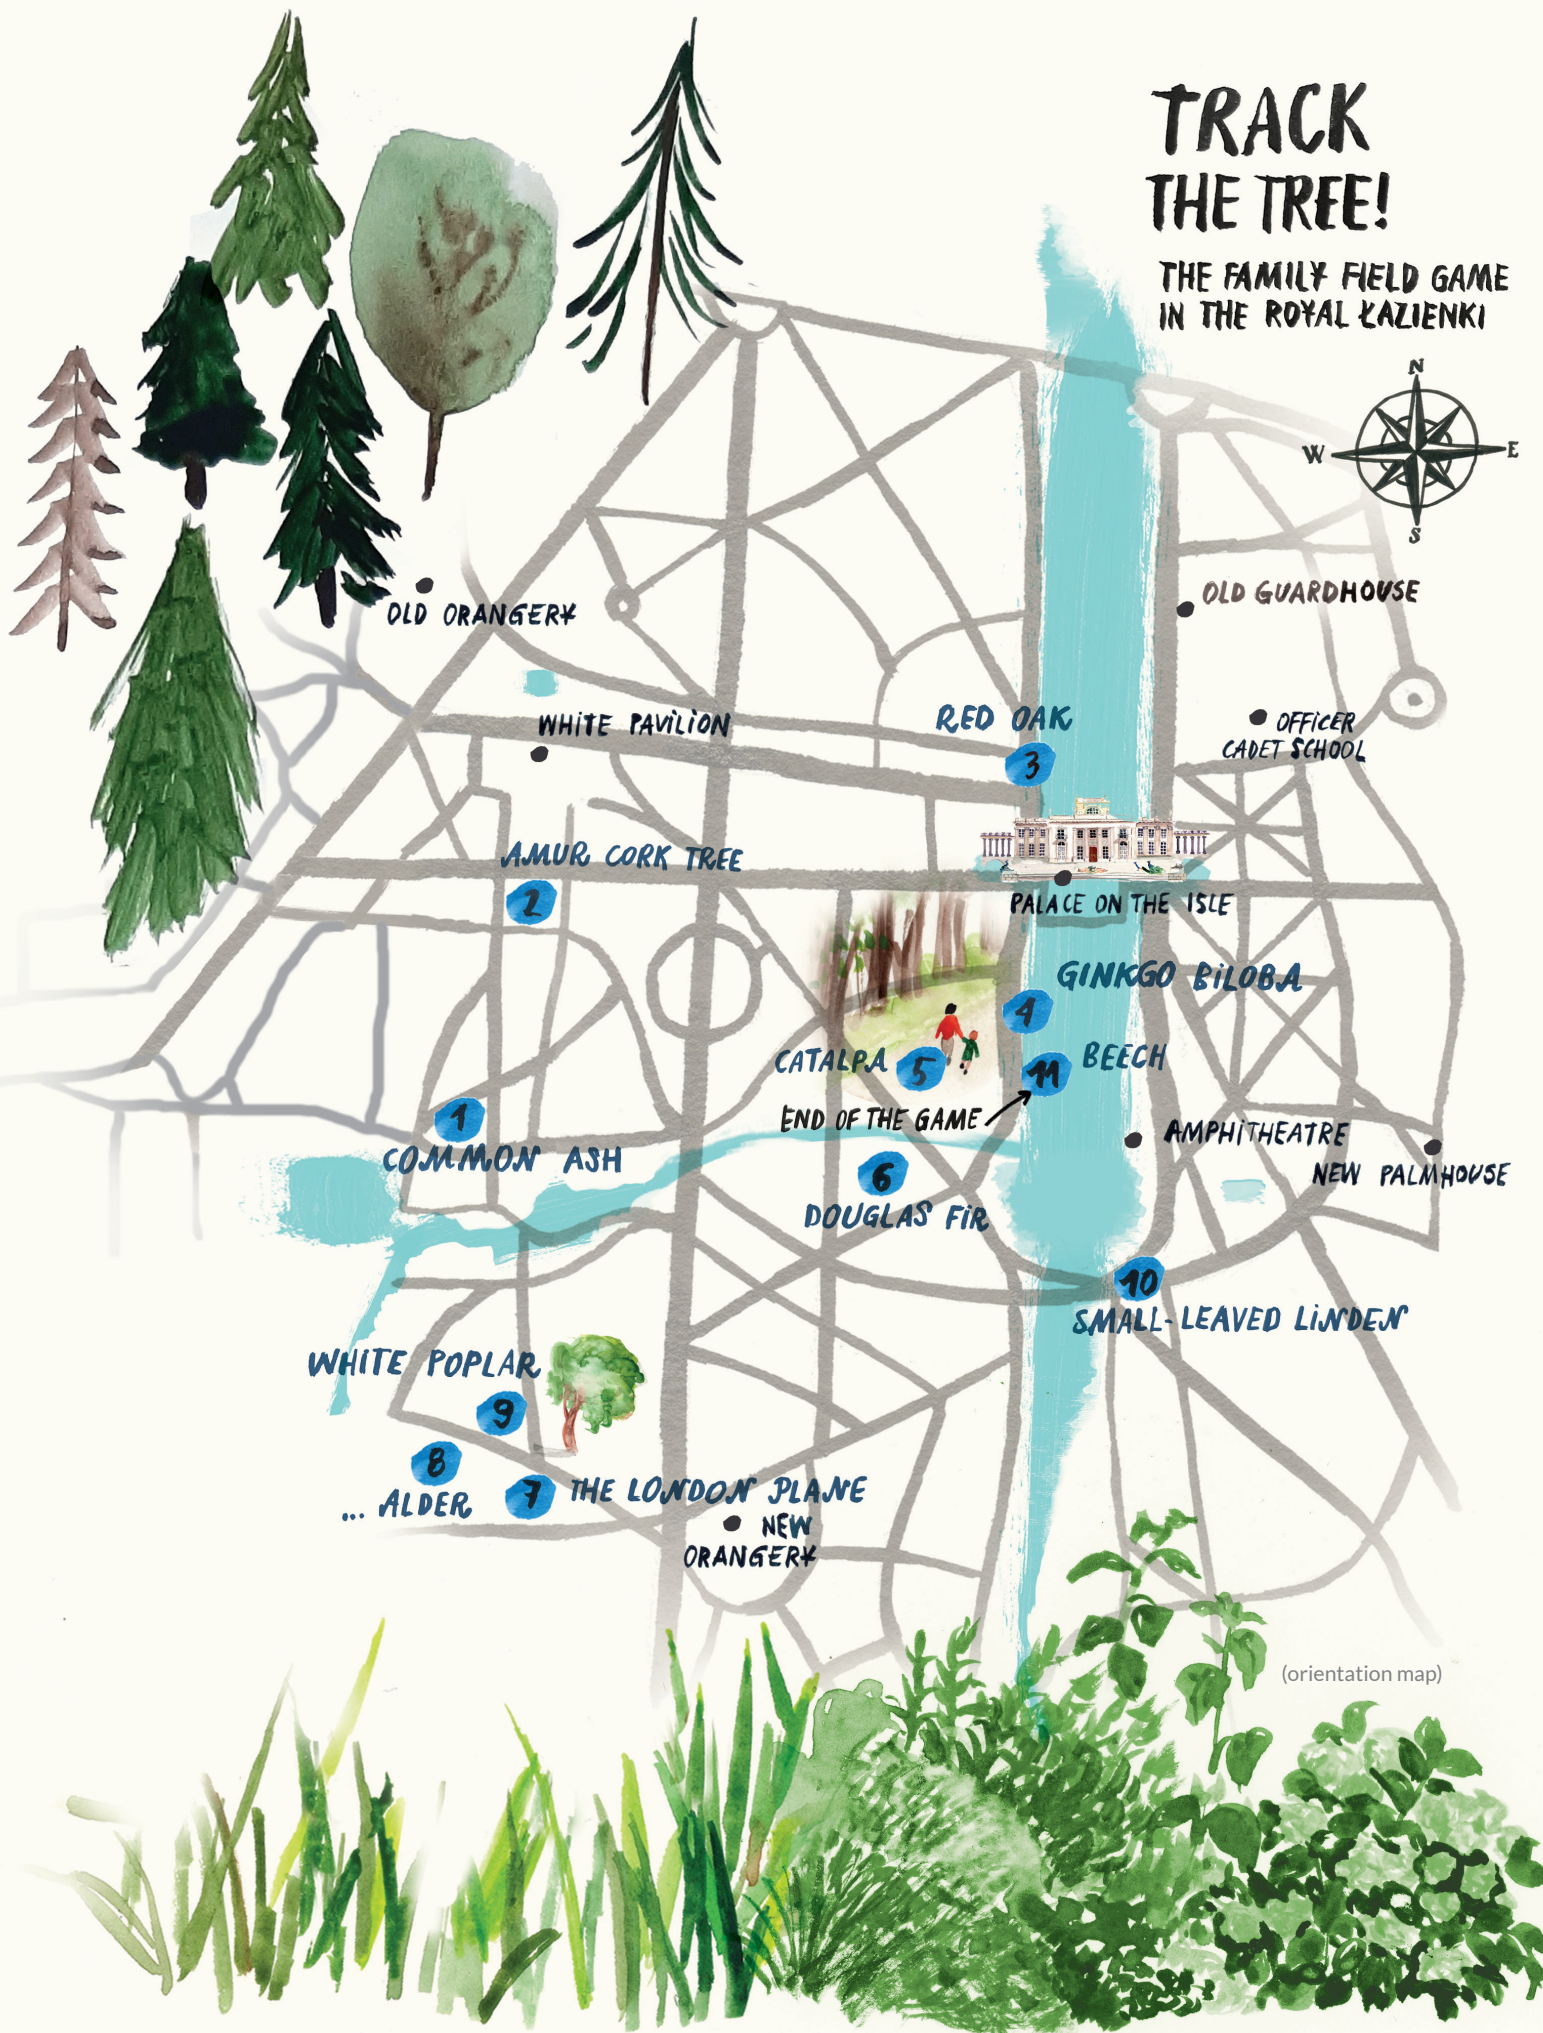 TRACK
THE TREE!
THE FAMILY FIELD GAME
IN THE ROYAL ŁAZIENKI
N
W
E
S
OLD ORANGERY
OLD GUARDHOUSE
WHITE PAVILION
RED OAK
3
OFFICER
CADET SCHOOL
AMUR CORK TREE
2
PALACE ON THE ISLE
GINKGO BILOBA
4
CATALPA
5
11
BEECH
END OF THE GAME
1
COMMON ASH
AMPHITHEATRE
NEW PALMHOUSE
6
DOUGLAS FIR
10
SMALL-LEAVED LINDEN
WHITE POPLAR
9
8
... ALDER
7
THE LONDON PLANE
NEW
ORANGERY
(orientation map)